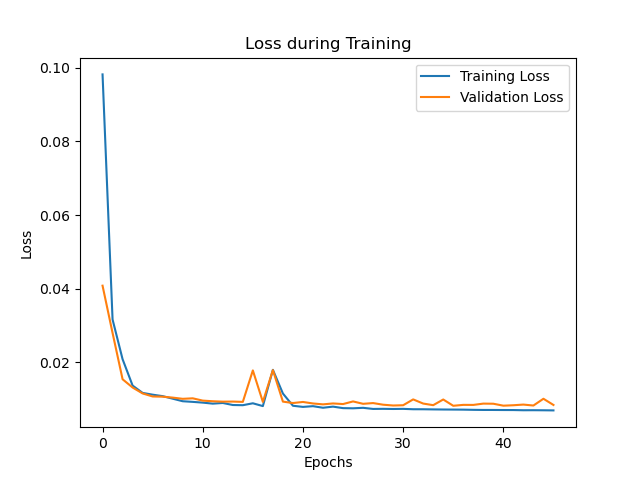 Loss during Training
Training Loss
Validation Loss
0.10
0.08
0.06
0.04
0.02
Loss
0 10 20 30 40
Epochs